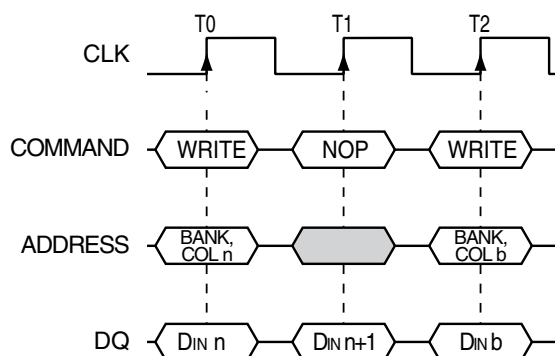 T0 T1 T2
CLK
COMMAND WRITE NOP WRITE
ADDRESS BANK, COL n BANK, COL b
DQ DIN n DIN n+1 DIN b